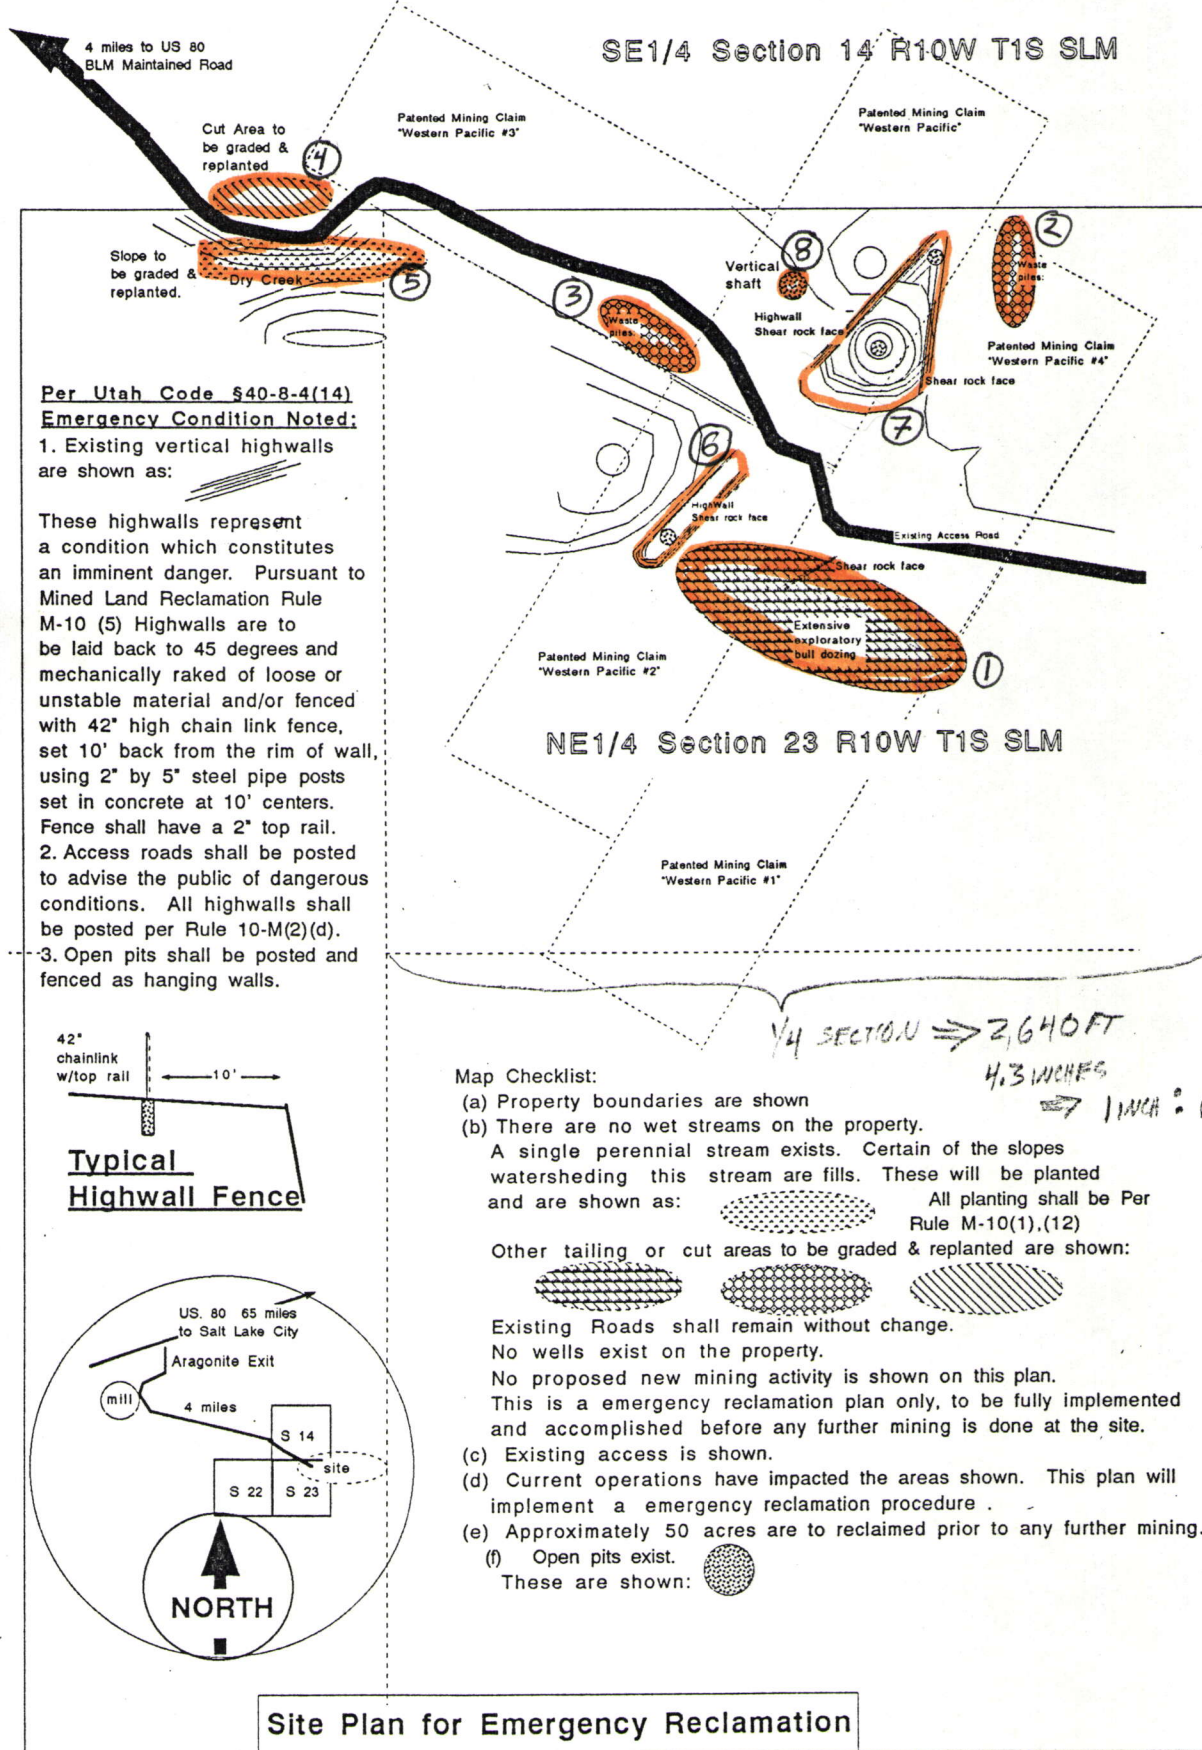 4 miles to US 80
BLM Maintained Road
SE1/4 Section 14 R10W T1S SLM
Patented Mining Claim
"Western Pacific #3"
Patented Mining Claim
"Western Pacific"
Cut Area to
be graded &
replanted
4
Slope to
be graded &
replanted.
Dry Creek
5
3
Waste
piles:
8
Vertical
shaft
Highwall
Shear rock face
2
Waste
piles:
Patented Mining Claim
"Western Pacific #4"
Shear rock face
7
6
HighWall
Shear rock face
Existing Access Road
Shear rock face
Extensive
exploratory
bull dozing
1
Patented Mining Claim
"Western Pacific #2"
NE1/4 Section 23 R10W T1S SLM
Patented Mining Claim
"Western Pacific #1"
Per Utah Code §40-8-4(14)
Emergency Condition Noted:
1. Existing vertical highwalls
are shown as:
These highwalls represent
a condition which constitutes
an imminent danger. Pursuant to
Mined Land Reclamation Rule
M-10 (5) Highwalls are to
be laid back to 45 degrees and
mechanically raked of loose or
unstable material and/or fenced
with 42" high chain link fence,
set 10' back from the rim of wall,
using 2" by 5" steel pipe posts
set in concrete at 10' centers.
Fence shall have a 2" top rail.
2. Access roads shall be posted
to advise the public of dangerous
conditions. All highwalls shall
be posted per Rule 10-M(2)(d).
3. Open pits shall be posted and
fenced as hanging walls.
1/4 SECTION ⇒ 2,640 FT
4.3 INCHES
⇒ 1 INCH :
42"
chainlink
w/top rail
10'
Typical
Highwall Fence
Map Checklist:
(a) Property boundaries are shown
(b) There are no wet streams on the property.
A single perennial stream exists. Certain of the slopes
watersheding this stream are fills. These will be planted
and are shown as:
All planting shall be Per
Rule M-10(1),(12)
Other tailing or cut areas to be graded & replanted are shown:
Existing Roads shall remain without change.
No wells exist on the property.
No proposed new mining activity is shown on this plan.
This is a emergency reclamation plan only, to be fully implemented
and accomplished before any further mining is done at the site.
(c) Existing access is shown.
(d) Current operations have impacted the areas shown. This plan will
implement a emergency reclamation procedure .
(e) Approximately 50 acres are to reclaimed prior to any further mining.
(f) Open pits exist.
These are shown:
US. 80 65 miles
to Salt Lake City
Aragonite Exit
mill
4 miles
S 14
site
S 22
S 23
NORTH
Site Plan for Emergency Reclamation